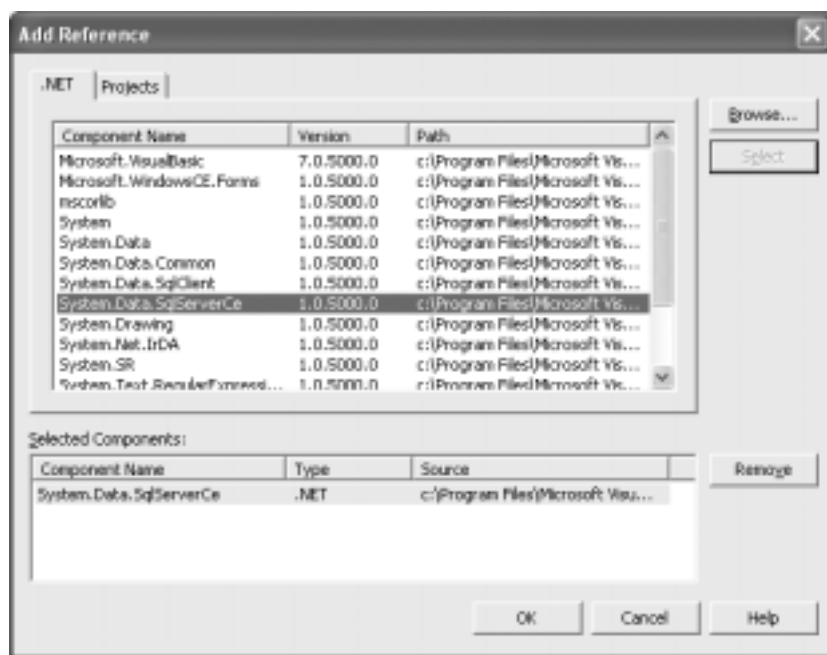 Add Reference
.NET Projects
Browse...
Component Name Version Path
Select
Microsoft.VisualBasic 7.0.5000.0 c:\Program Files\Microsoft Vis...
Microsoft.WindowsCE.Forms 1.0.5000.0 c:\Program Files\Microsoft Vis...
mscorlib 1.0.5000.0 c:\Program Files\Microsoft Vis...
System 1.0.5000.0 c:\Program Files\Microsoft Vis...
System.Data 1.0.5000.0 c:\Program Files\Microsoft Vis...
System.Data.Common 1.0.5000.0 c:\Program Files\Microsoft Vis...
System.Data.SqlClient 1.0.5000.0 c:\Program Files\Microsoft Vis...
System.Data.SqlServerCe 1.0.5000.0 c:\Program Files\Microsoft Vis...
System.Drawing 1.0.5000.0 c:\Program Files\Microsoft Vis...
System.Net.IrDA 1.0.5000.0 c:\Program Files\Microsoft Vis...
System.SR 1.0.5000.0 c:\Program Files\Microsoft Vis...
System.Text.RegularExpressi... 1.0.5000.0 c:\Program Files\Microsoft Vis...
Selected Components:
Component Name Type Source
Remove
System.Data.SqlServerCe .NET c:\Program Files\Microsoft Visu...
OK Cancel Help